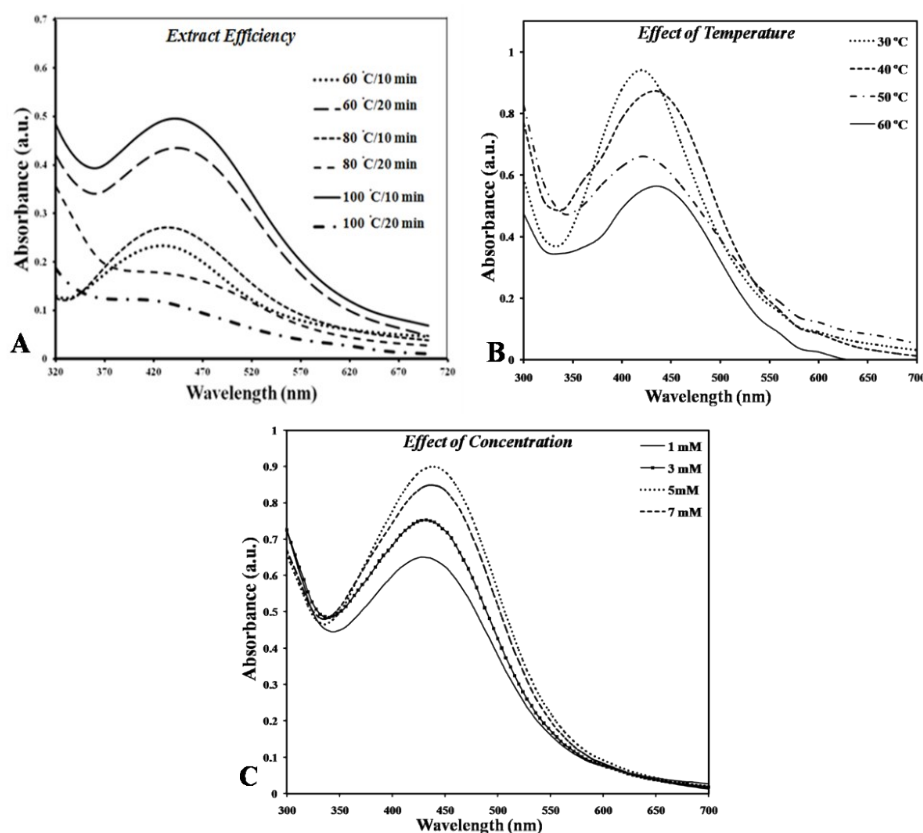 Extract Efficiency
0.7
0.6
0.5
0.4
0.3
0.2
0.1
0
Absorbance (a.u.)
60 °C/10 min
60 °C/20 min
80 °C/10 min
80 °C/20 min
100 °C/10 min
100 °C/20 min
A
320 370 420 470 520 570 620 670 720
Wavelength (nm)
Effect of Temperature
1
0.8
0.6
0.4
0.2
0
Absorbance (a.u.)
30 °C
40 °C
50 °C
60 °C
B
300 350 400 450 500 550 600 650 700
Wavelength (nm)
Effect of Concentration
1
0.9
0.8
0.7
0.6
0.5
0.4
0.3
0.2
0.1
0
Absorbance (a.u.)
1 mM
3 mM
5mM
7 mM
C
300 350 400 450 500 550 600 650 700
Wavelength (nm)